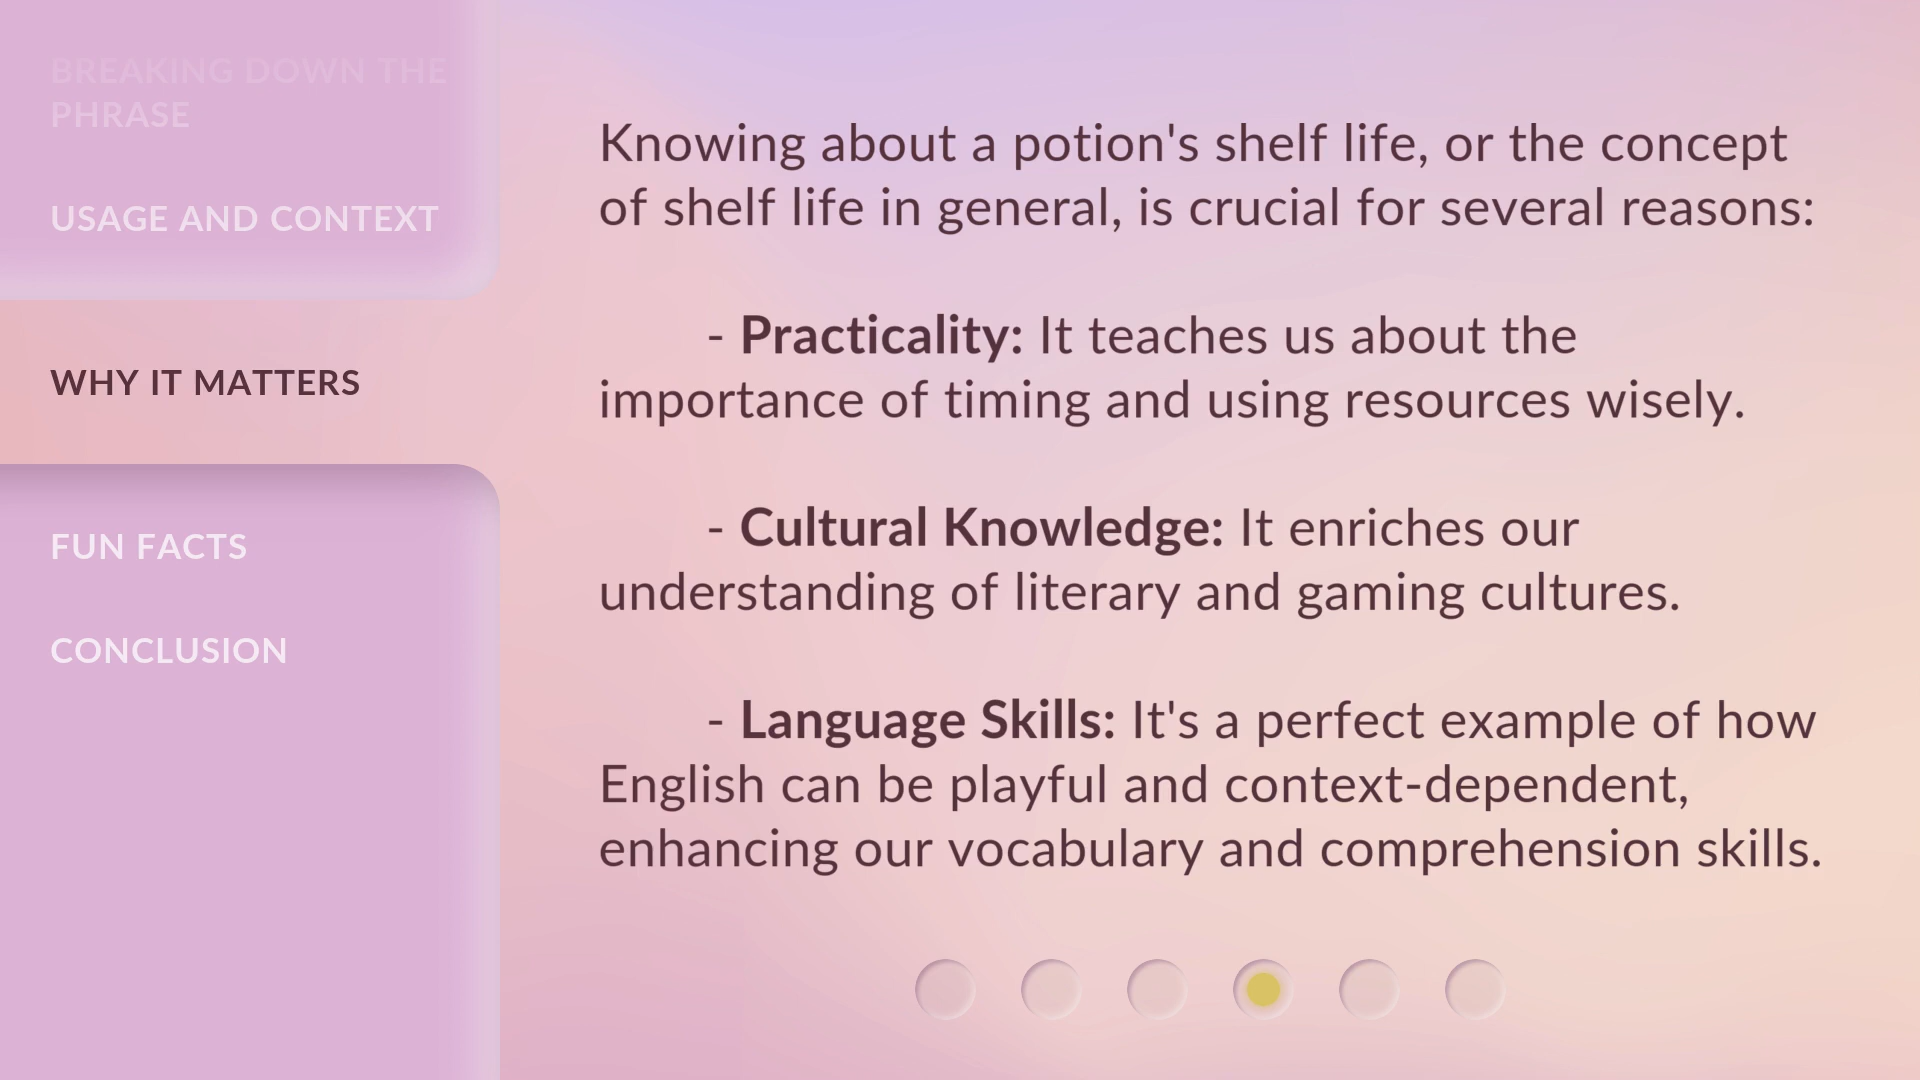 BREAKING DOWN THE
PHRASE
USAGE AND CONTEXT
WHY IT MATTERS
FUN FACTS
CONCLUSION
Knowing about a potion's shelf life, or the concept
of shelf life in general, is crucial for several reasons:
- Practicality: It teaches us about the
importance of timing and using resources wisely.
- Cultural Knowledge: It enriches our
understanding of literary and gaming cultures.
- Language Skills: It's a perfect example of how
English can be playful and context-dependent,
enhancing our vocabulary and comprehension skills.